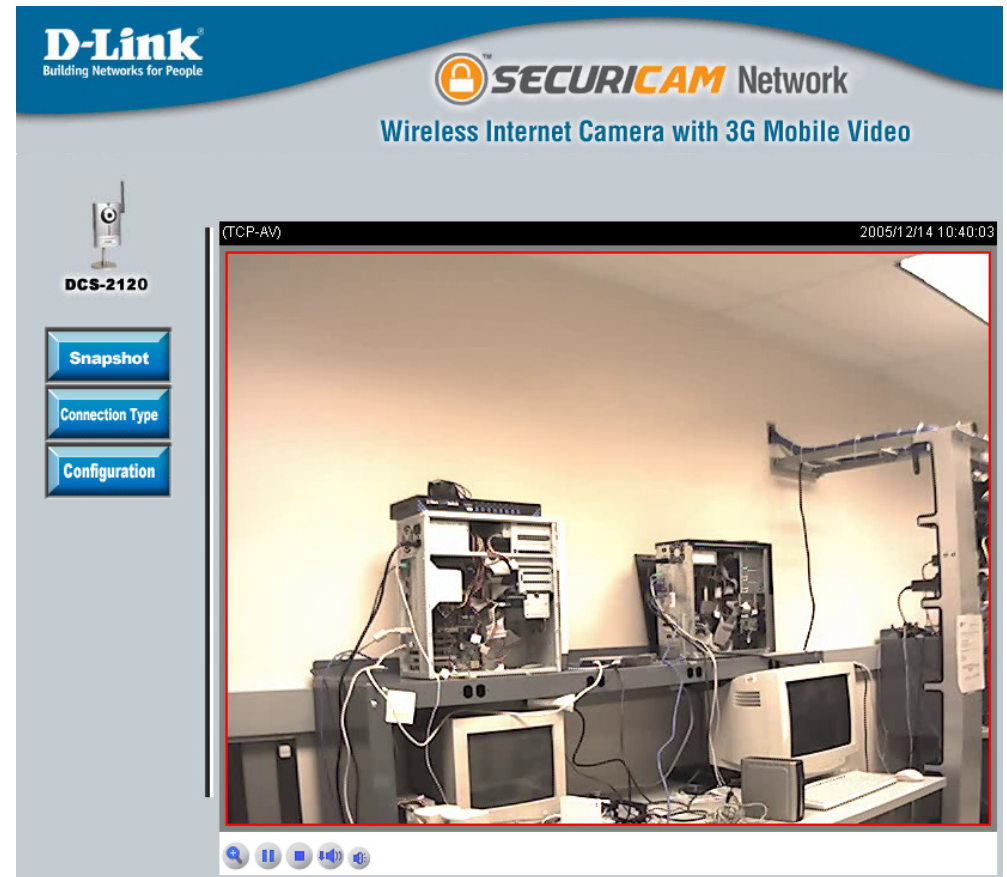 D-Link®
Building Networks for People
SECURICAM™ Network
Wireless Internet Camera with 3G Mobile Video
DCS-2120
Snapshot
Connection Type
Configuration
(TCP-AV) 2005/12/14 10:40:03